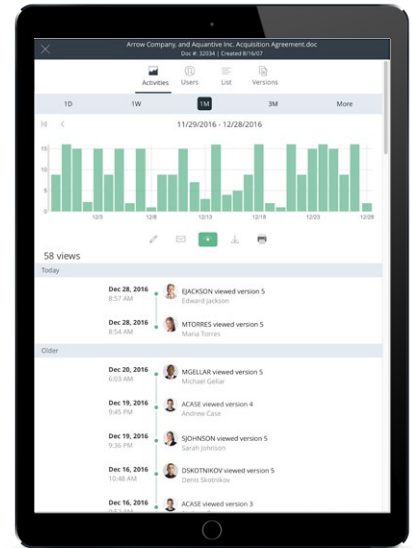 Arrow Company, and Aquantive Inc. Acquisition Agreement.doc
Doc #: 32034 | Created 8/16/07
Activities Users List Versions
1D 1W 1M 3M More
11/29/2016 - 12/28/2016
15
10
5
0
12/3 12/8 12/13 12/18 12/23 12/28
58 views
Today
Dec 28, 2016 EJACKSON viewed version 5
8:57 AM Edward Jackson
Dec 28, 2016 MTORRES viewed version 5
8:54 AM Maria Torres
Older
Dec 20, 2016 MGELLAR viewed version 5
6:03 AM Michael Gellar
Dec 19, 2016 ACASE viewed version 4
9:45 PM Andrew Case
Dec 19, 2016 SJOHNSON viewed version 5
9:36 PM Sarah Johnson
Dec 16, 2016 DSKOTNIKOV viewed version 5
10:48 AM Denis Skotnikov
Dec 16, 2016 ACASE viewed version 3